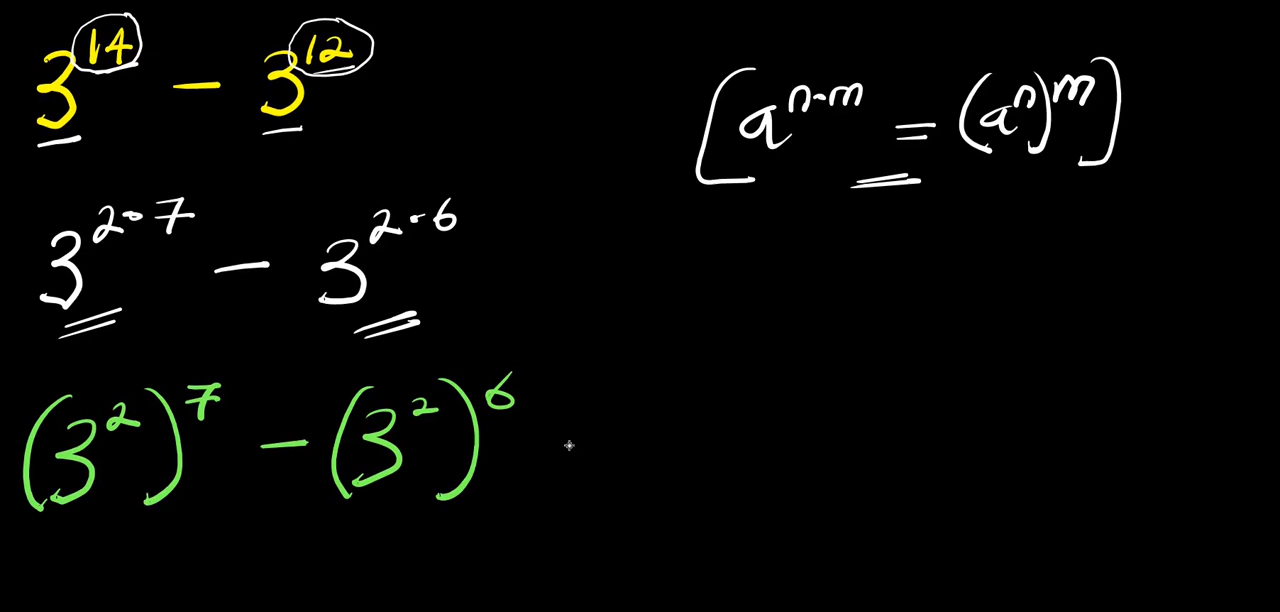 3^14 − 3^12
[a^n·m = (a^n)^m]
3^2·7 − 3^2·6
(3^2)^7 − (3^2)^6